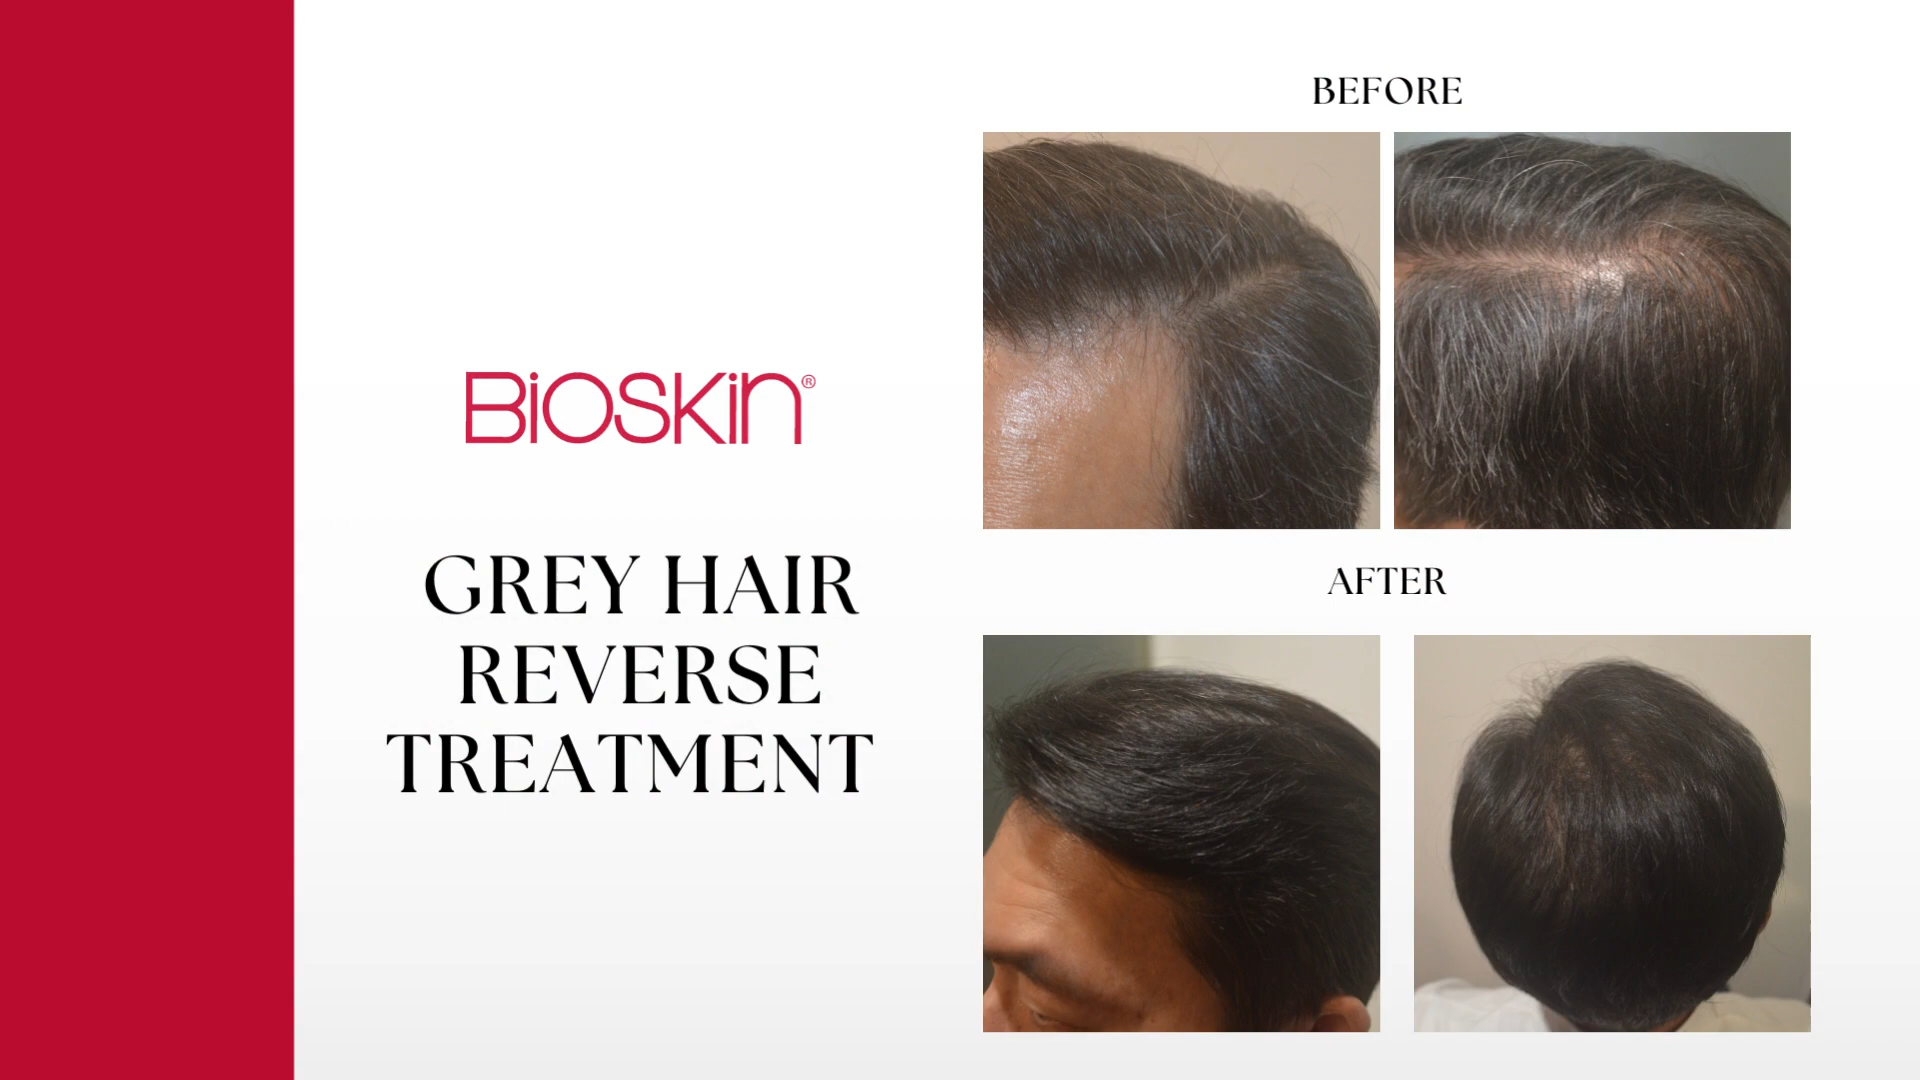 BiOSKin®
GREY HAIR
REVERSE
TREATMENT
BEFORE
AFTER